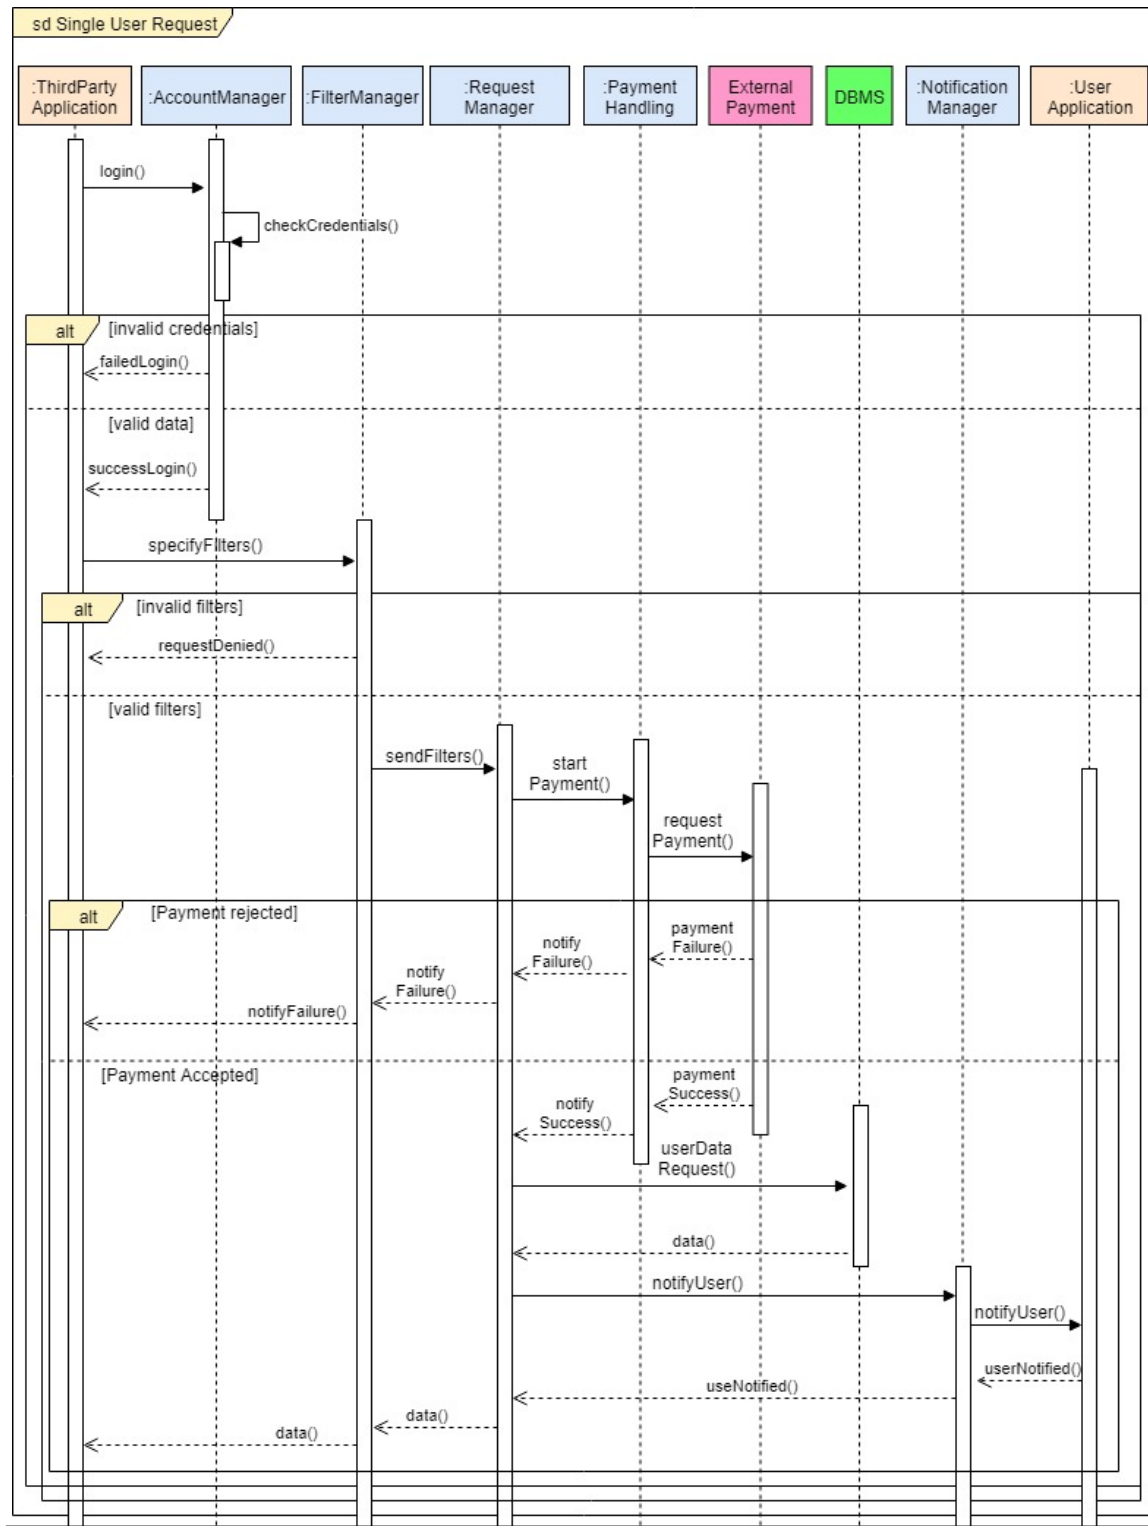 sd Single User Request
:ThirdParty
Application
:AccountManager
:FilterManager
:Request
Manager
:Payment
Handling
External
Payment
DBMS
:Notification
Manager
:User
Application
login()
checkCredentials()
alt
[invalid credentials]
failedLogin()
[valid data]
successLogin()
specifyFilters()
alt
[invalid filters]
requestDenied()
[valid filters]
sendFilters()
start
Payment()
request
Payment()
alt
[Payment rejected]
payment
Failure()
notify
Failure()
notify
Failure()
notifyFailure()
[Payment Accepted]
payment
Success()
notify
Success()
userData
Request()
data()
notifyUser()
notifyUser()
userNotified()
useNotified()
data()
data()